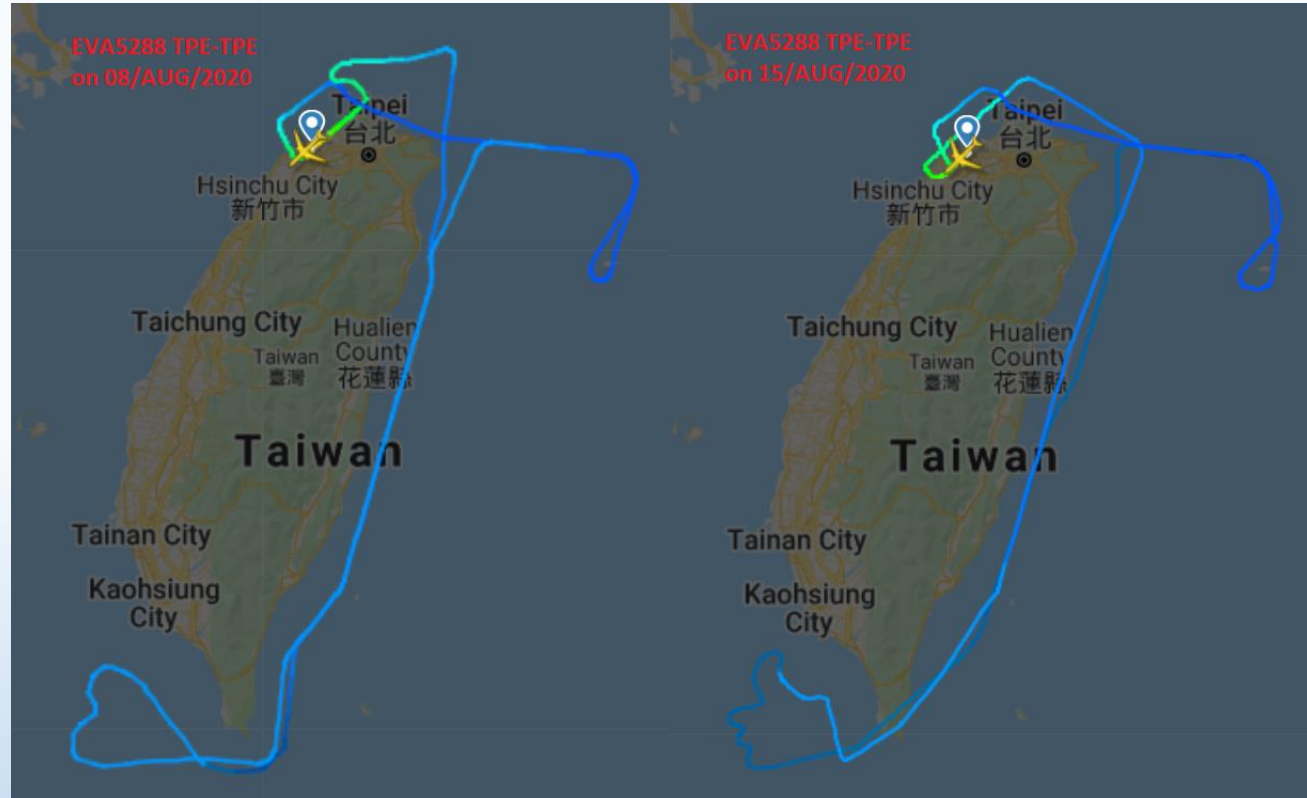 EVA5288 TPE-TPE
on 08/AUG/2020
Taipei
台北
Hsinchu City
新竹市
Taichung City
Hualien
County
花蓮縣
Taiwan
臺灣
Taiwan
Tainan City
Kaohsiung
City
EVA5288 TPE-TPE
on 15/AUG/2020
Taipei
台北
Hsinchu City
新竹市
Taichung City
Hualien
County
花蓮縣
Taiwan
臺灣
Taiwan
Tainan City
Kaohsiung
City